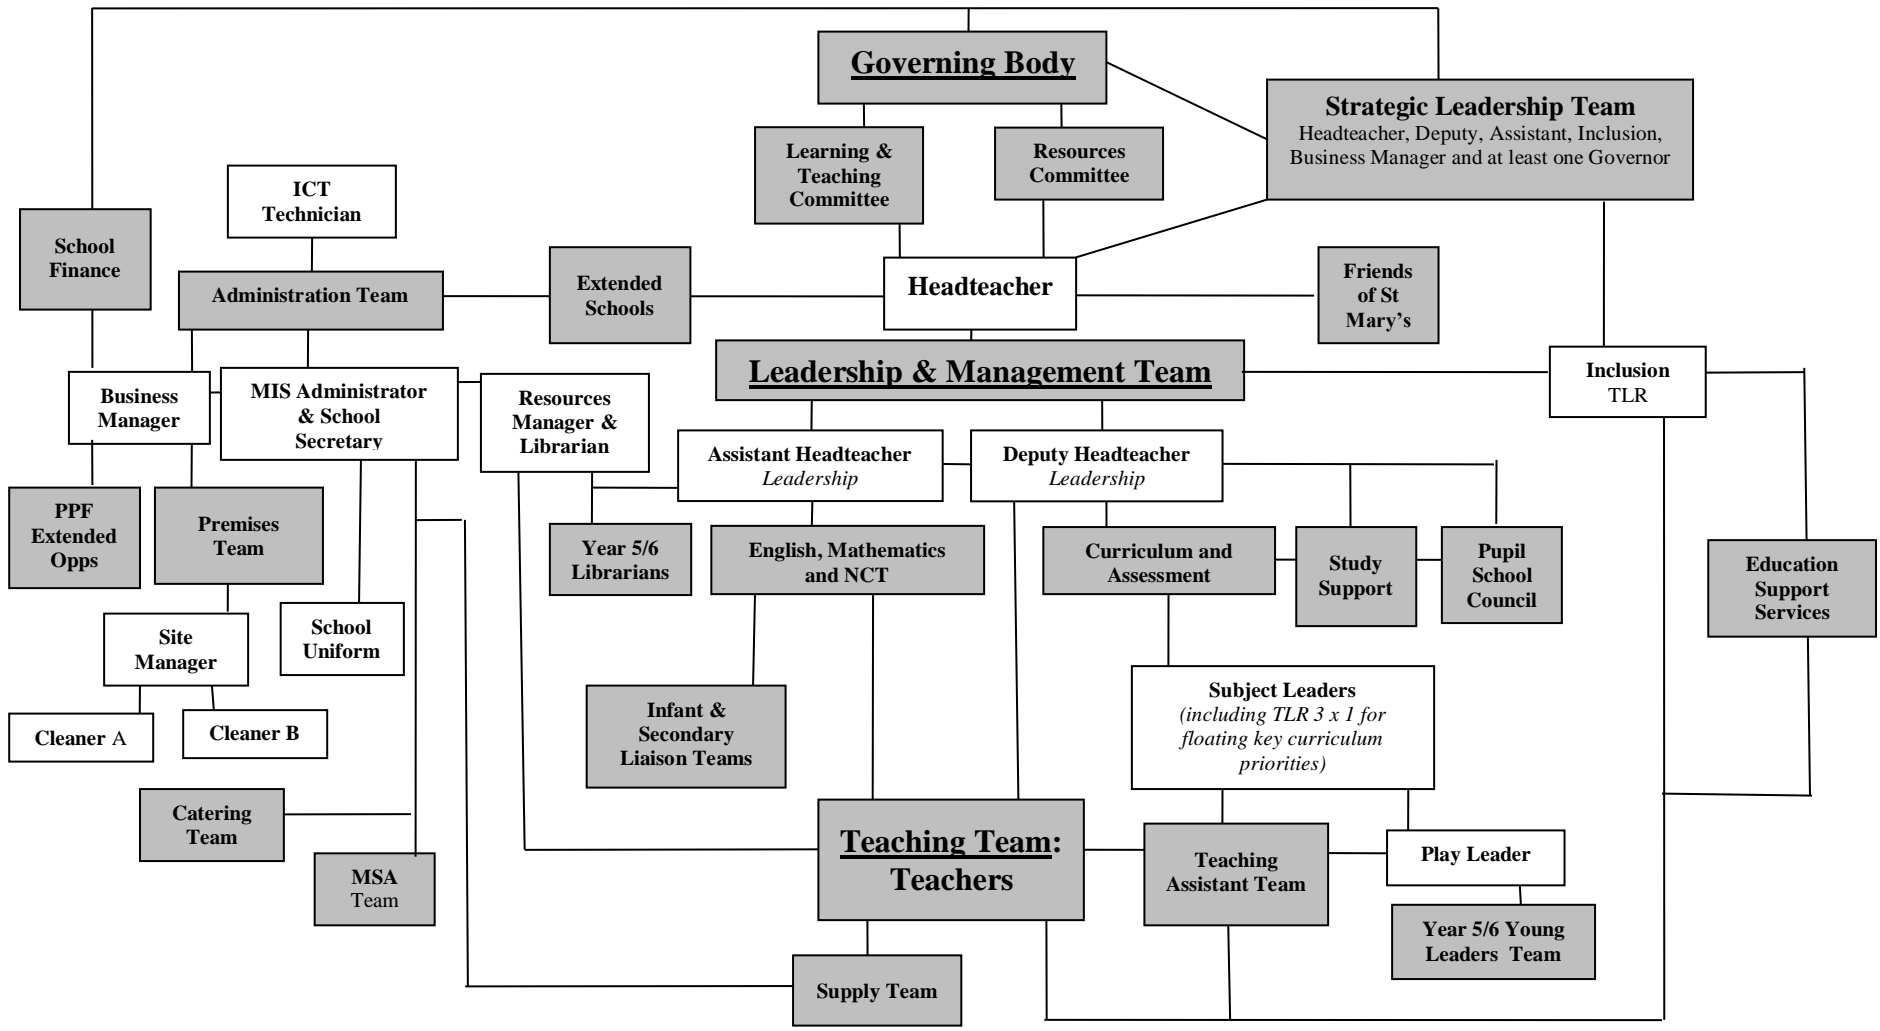 Governing Body
Strategic Leadership Team
Headteacher, Deputy, Assistant, Inclusion,
Business Manager and at least one Governor
Learning &
Teaching
Committee
Resources
Committee
ICT
Technician
School
Finance
Administration Team
Extended
Schools
Headteacher
Friends
of St
Mary’s
Leadership & Management Team
Inclusion
TLR
Business
Manager
MIS Administrator
& School
Secretary
Resources
Manager &
Librarian
Assistant Headteacher
Leadership
Deputy Headteacher
Leadership
PPF
Extended
Opps
Premises
Team
Year 5/6
Librarians
English, Mathematics
and NCT
Curriculum and
Assessment
Study
Support
Pupil
School
Council
Education
Support
Services
Site
Manager
School
Uniform
Infant &
Secondary
Liaison Teams
Subject Leaders
(including TLR 3 x 1 for
floating key curriculum
priorities)
Cleaner A
Cleaner B
Catering
Team
MSA
Team
Teaching Team:
Teachers
Teaching
Assistant Team
Play Leader
Year 5/6 Young
Leaders Team
Supply Team